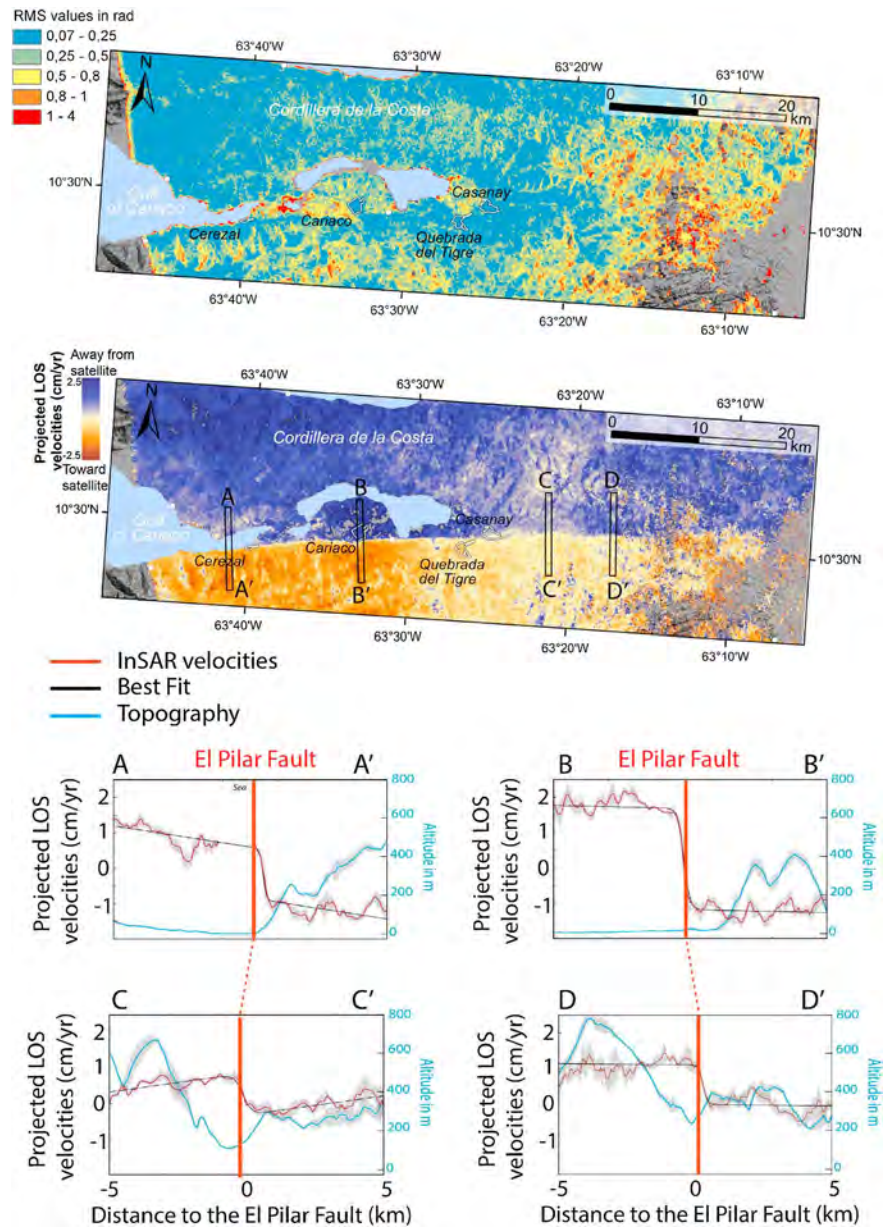 RMS values in rad
0,07 - 0,25
0,25 - 0,5
0,5 - 0,8
0,8 - 1
1 - 4
N
63°40'W
63°30'W
63°20'W
63°10'W
0 10 20
km
Cordillera de la Costa
10°30'N
Gulf
of Cariaco
Casanay
Cariaco
Cerezal
Quebrada
del Tigre
10°30'N
63°40'W
63°30'W
63°20'W
63°10'W
Projected LOS
velocities (cm/yr)
Away from
satellite
2.5
-2.5
Toward
satellite
N
63°40'W
63°30'W
63°20'W
63°10'W
0 10 20
km
Cordillera de la Costa
A
B
C
D
10°30'N
Gulf
of Cariaco
Casanay
Cariaco
Cerezal
Quebrada
del Tigre
10°30'N
A'
B'
C'
D'
63°40'W
63°30'W
63°20'W
63°10'W
InSAR velocities
Best Fit
Topography
A
El Pilar Fault
A'
Sea
Projected LOS
velocities (cm/yr)
2
1
0
-1
800
600
400
200
0
Altitude in m
B
El Pilar Fault
B'
Projected LOS
velocities (cm/yr)
2
1
0
-1
800
600
400
200
0
Altitude in m
C
C'
Projected LOS
velocities (cm/yr)
2
1
0
-1
800
600
400
200
0
Altitude in m
-5
0
5
Distance to the El Pilar Fault (km)
D
D'
Projected LOS
velocities (cm/yr)
2
1
0
-1
800
600
400
200
0
Altitude in m
-5
0
5
Distance to the El Pilar Fault (km)